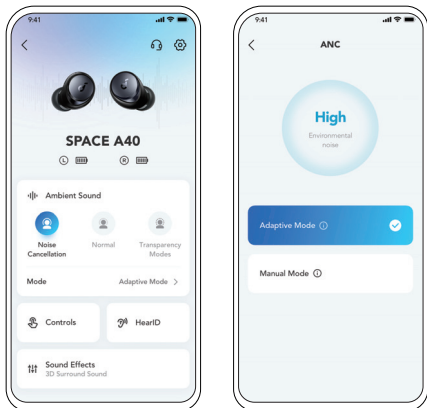 9:41
SPACE A40
L
R
Ambient Sound
Noise
Cancellation
Normal
Transparency
Modes
Mode
Adaptive Mode
Controls
HearID
Sound Effects
3D Surround Sound
9:41
ANC
High
Environmental
noise
Adaptive Mode
Manual Mode